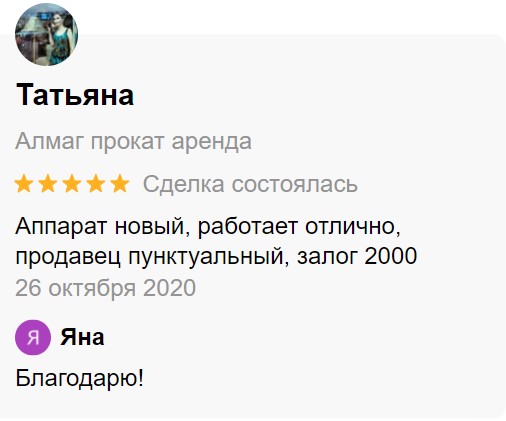 Татьяна
Алмаг прокат аренда
Сделка состоялась
Аппарат новый, работает отлично,
продавец пунктуальный, залог 2000
26 октября 2020
Я Яна
Благодарю!